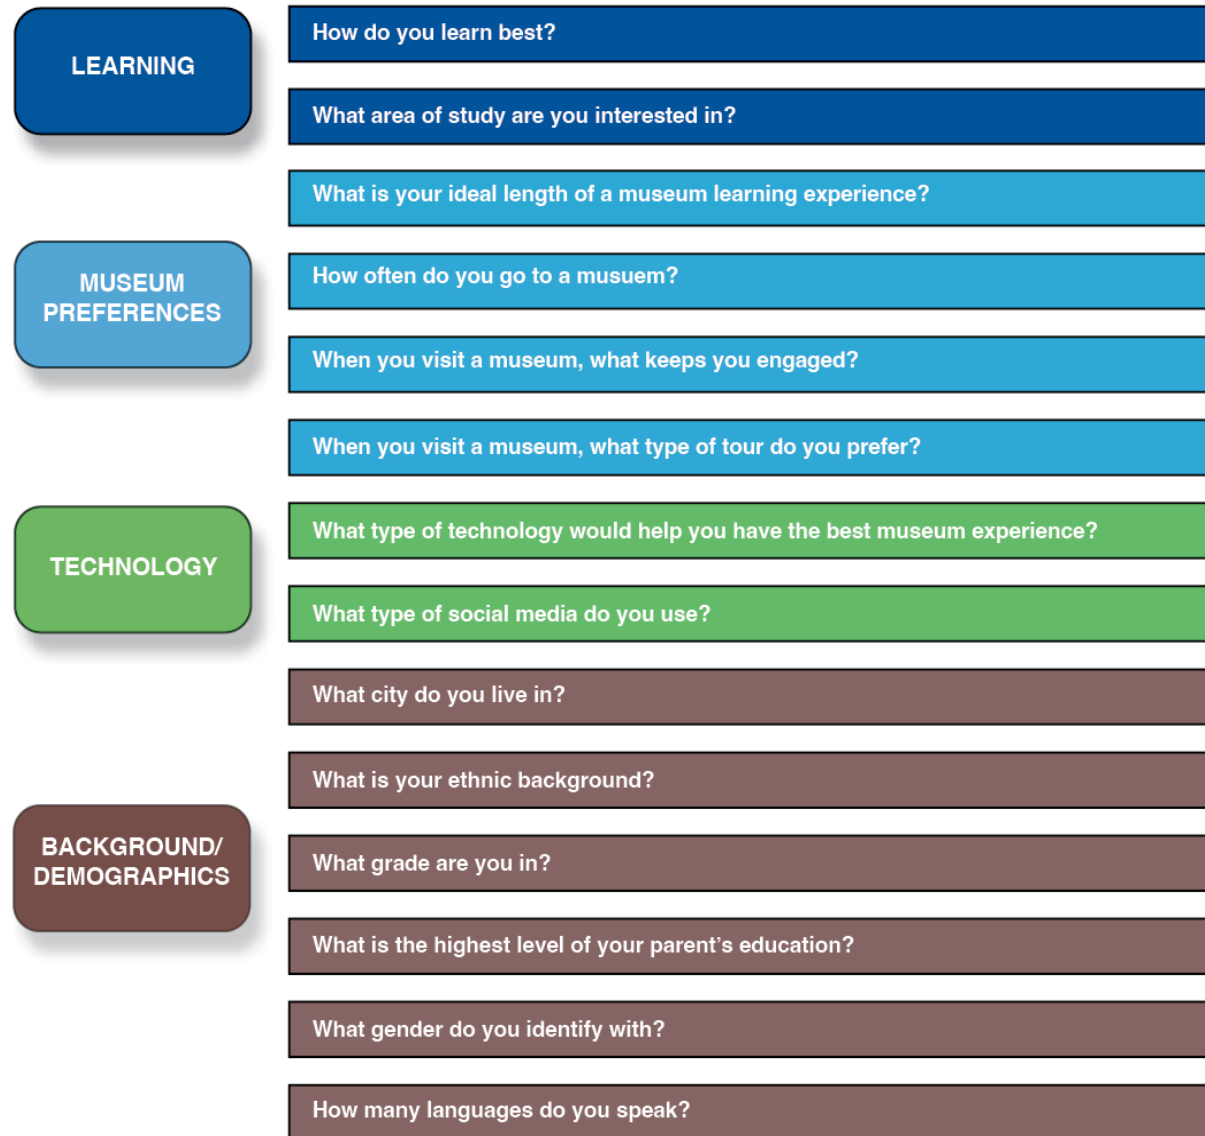 LEARNING
How do you learn best?
What area of study are you interested in?
MUSEUM
PREFERENCES
What is your ideal length of a museum learning experience?
How often do you go to a musuem?
When you visit a museum, what keeps you engaged?
When you visit a museum, what type of tour do you prefer?
TECHNOLOGY
What type of technology would help you have the best museum experience?
What type of social media do you use?
BACKGROUND/
DEMOGRAPHICS
What city do you live in?
What is your ethnic background?
What grade are you in?
What is the highest level of your parent’s education?
What gender do you identify with?
How many languages do you speak?